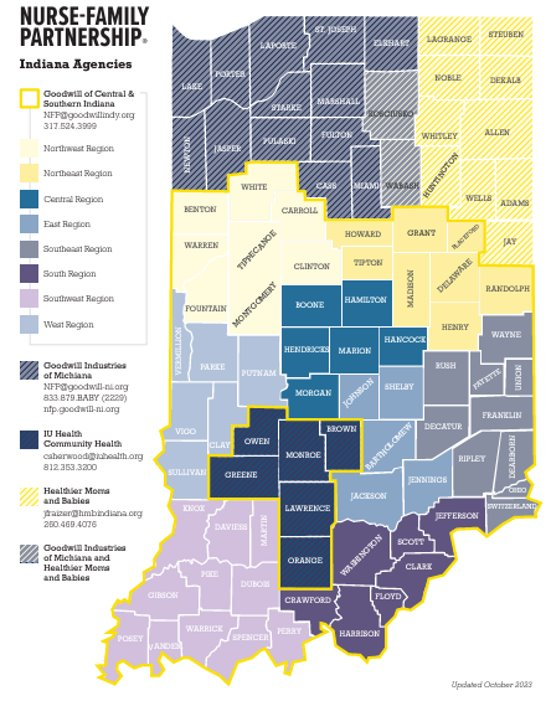 NURSE-FAMILY
PARTNERSHIP®
Indiana Agencies
Goodwill of Central &
Southern Indiana
NFP@goodwillindy.org
317.524.3999
Northwest Region
Northeast Region
Central Region
East Region
Southeast Region
South Region
Southwest Region
West Region
Goodwill Industries
of Michiana
NFP@goodwill-ni.org
833.879.BABY (2229)
nfp.goodwill-ni.org
IU Health
Community Health
csherwood@iuhealth.org
812.353.3200
Healthier Moms
and Babies
jfraizer@hmbindiana.org
260.469.4076
Goodwill Industries
of Michiana and
Healthier Moms
and Babies
LAKE
PORTER
LAPORTE
ST. JOSEPH
ELKHART
LAGRANGE
STEUBEN
NOBLE
DEKALB
STARKE
MARSHALL
KOSCIUSKO
WHITLEY
ALLEN
NEWTON
JASPER
PULASKI
FULTON
CASS
MIAMI
WABASH
HUNTINGTON
WELLS
ADAMS
WHITE
BENTON
CARROLL
HOWARD
GRANT
BLACKFORD
JAY
WARREN
TIPPECANOE
CLINTON
TIPTON
MADISON
DELAWARE
RANDOLPH
FOUNTAIN
MONTGOMERY
BOONE
HAMILTON
HENRY
WAYNE
VERMILLION
PARKE
PUTNAM
HENDRICKS
MARION
HANCOCK
RUSH
FAYETTE
UNION
MORGAN
JOHNSON
SHELBY
VIGO
CLAY
OWEN
MONROE
BROWN
BARTHOLOMEW
DECATUR
FRANKLIN
SULLIVAN
GREENE
JENNINGS
RIPLEY
DEARBORN
OHIO
SWITZERLAND
LAWRENCE
JACKSON
JEFFERSON
KNOX
DAVIESS
MARTIN
ORANGE
WASHINGTON
SCOTT
CLARK
PIKE
DUBOIS
GIBSON
CRAWFORD
FLOYD
HARRISON
POSEY
VANDEN
WARRICK
SPENCER
PERRY
Updated October 2023